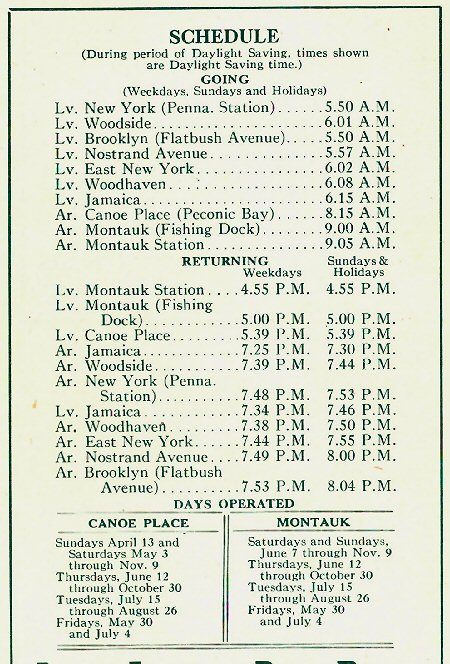 SCHEDULE
(During period of Daylight Saving, times shown
are Daylight Saving time.)
GOING
(Weekdays, Sundays and Holidays)
Lv. New York (Penna. Station)......5.50 A.M.
Lv. Woodside......................6.01 A.M.
Lv. Brooklyn (Flatbush Avenue).....5.50 A.M.
Lv. Nostrand Avenue...............5.57 A.M.
Lv. East New York.................6.02 A.M.
Lv. Woodhaven.....................6.08 A.M.
Lv. Jamaica.......................6.15 A.M.
Ar. Canoe Place (Peconic Bay)......8.15 A.M.
Ar. Montauk (Fishing Dock).........9.00 A.M.
Ar. Montauk Station...............9.05 A.M.
RETURNING
Weekdays Sundays & Holidays
Lv. Montauk Station....4.55 P.M. 4.55 P.M.
Lv. Montauk (Fishing
Dock)..............5.00 P.M. 5.00 P.M.
Lv. Canoe Place........5.39 P.M. 5.39 P.M.
Ar. Jamaica............7.25 P.M. 7.30 P.M.
Ar. Woodside...........7.39 P.M. 7.44 P.M.
Ar. New York (Penna.
Station)...........7.48 P.M. 7.53 P.M.
Lv. Jamaica............7.34 P.M. 7.46 P.M.
Ar. Woodhaven..........7.38 P.M. 7.50 P.M.
Ar. East New York......7.44 P.M. 7.55 P.M.
Ar. Nostrand Avenue....7.49 P.M. 8.00 P.M.
Ar. Brooklyn (Flatbush
Avenue)............7.53 P.M. 8.04 P.M.
DAYS OPERATED
CANOE PLACE
Sundays April 13 and
Saturdays May 3
through Nov. 9
Thursdays, June 12
through October 30
Tuesdays, July 15
through August 26
Fridays, May 30
and July 4
MONTAUK
Saturdays and Sundays,
June 7 through Nov. 9
Thursdays, June 12
through October 30
Tuesdays, July 15
through August 26
Fridays, May 30
and July 4